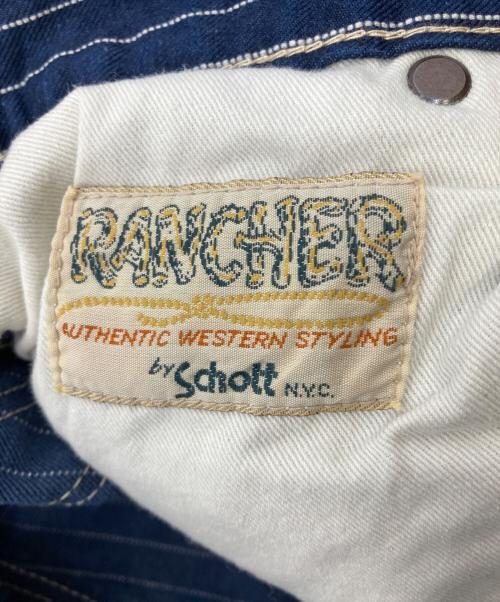 RANCHER
AUTHENTIC WESTERN STYLING
by Schott N.Y.C.